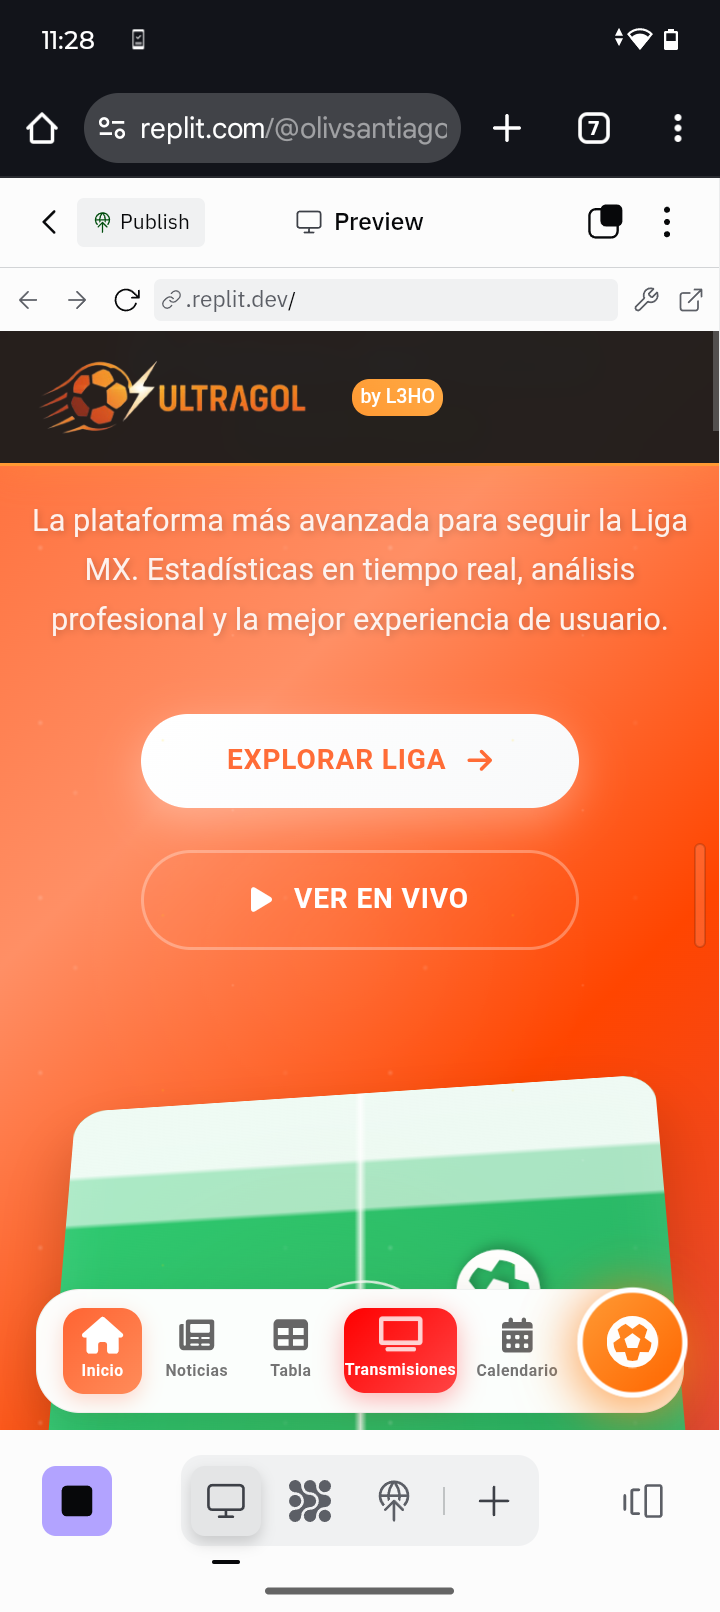 11:28
replit.com/@olivsantiago
7
Publish
Preview
.replit.dev/
ULTRAGOL
by L3HO
La plataforma más avanzada para seguir la Liga
MX. Estadísticas en tiempo real, análisis
profesional y la mejor experiencia de usuario.
EXPLORAR LIGA
VER EN VIVO
Inicio
Noticias
Tabla
Transmisiones
Calendario